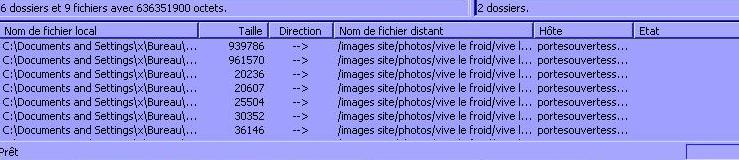 6 dossiers et 9 fichiers avec 636351900 octets. 2 dossiers.
Nom de fichier local Taille Direction Nom de fichier distant Hôte Etat
C:\Documents and Settings\x\Bureau\... 939786 --> /images site/photos/vive le froid/vive l... portesouvertess...
C:\Documents and Settings\x\Bureau\... 961570 --> /images site/photos/vive le froid/vive l... portesouvertess...
C:\Documents and Settings\x\Bureau\... 20236 --> /images site/photos/vive le froid/vive l... portesouvertess...
C:\Documents and Settings\x\Bureau\... 20607 --> /images site/photos/vive le froid/vive l... portesouvertess...
C:\Documents and Settings\x\Bureau\... 25504 --> /images site/photos/vive le froid/vive l... portesouvertess...
C:\Documents and Settings\x\Bureau\... 30352 --> /images site/photos/vive le froid/vive l... portesouvertess...
C:\Documents and Settings\x\Bureau\... 36146 --> /images site/photos/vive le froid/vive l... portesouvertess...
Prêt